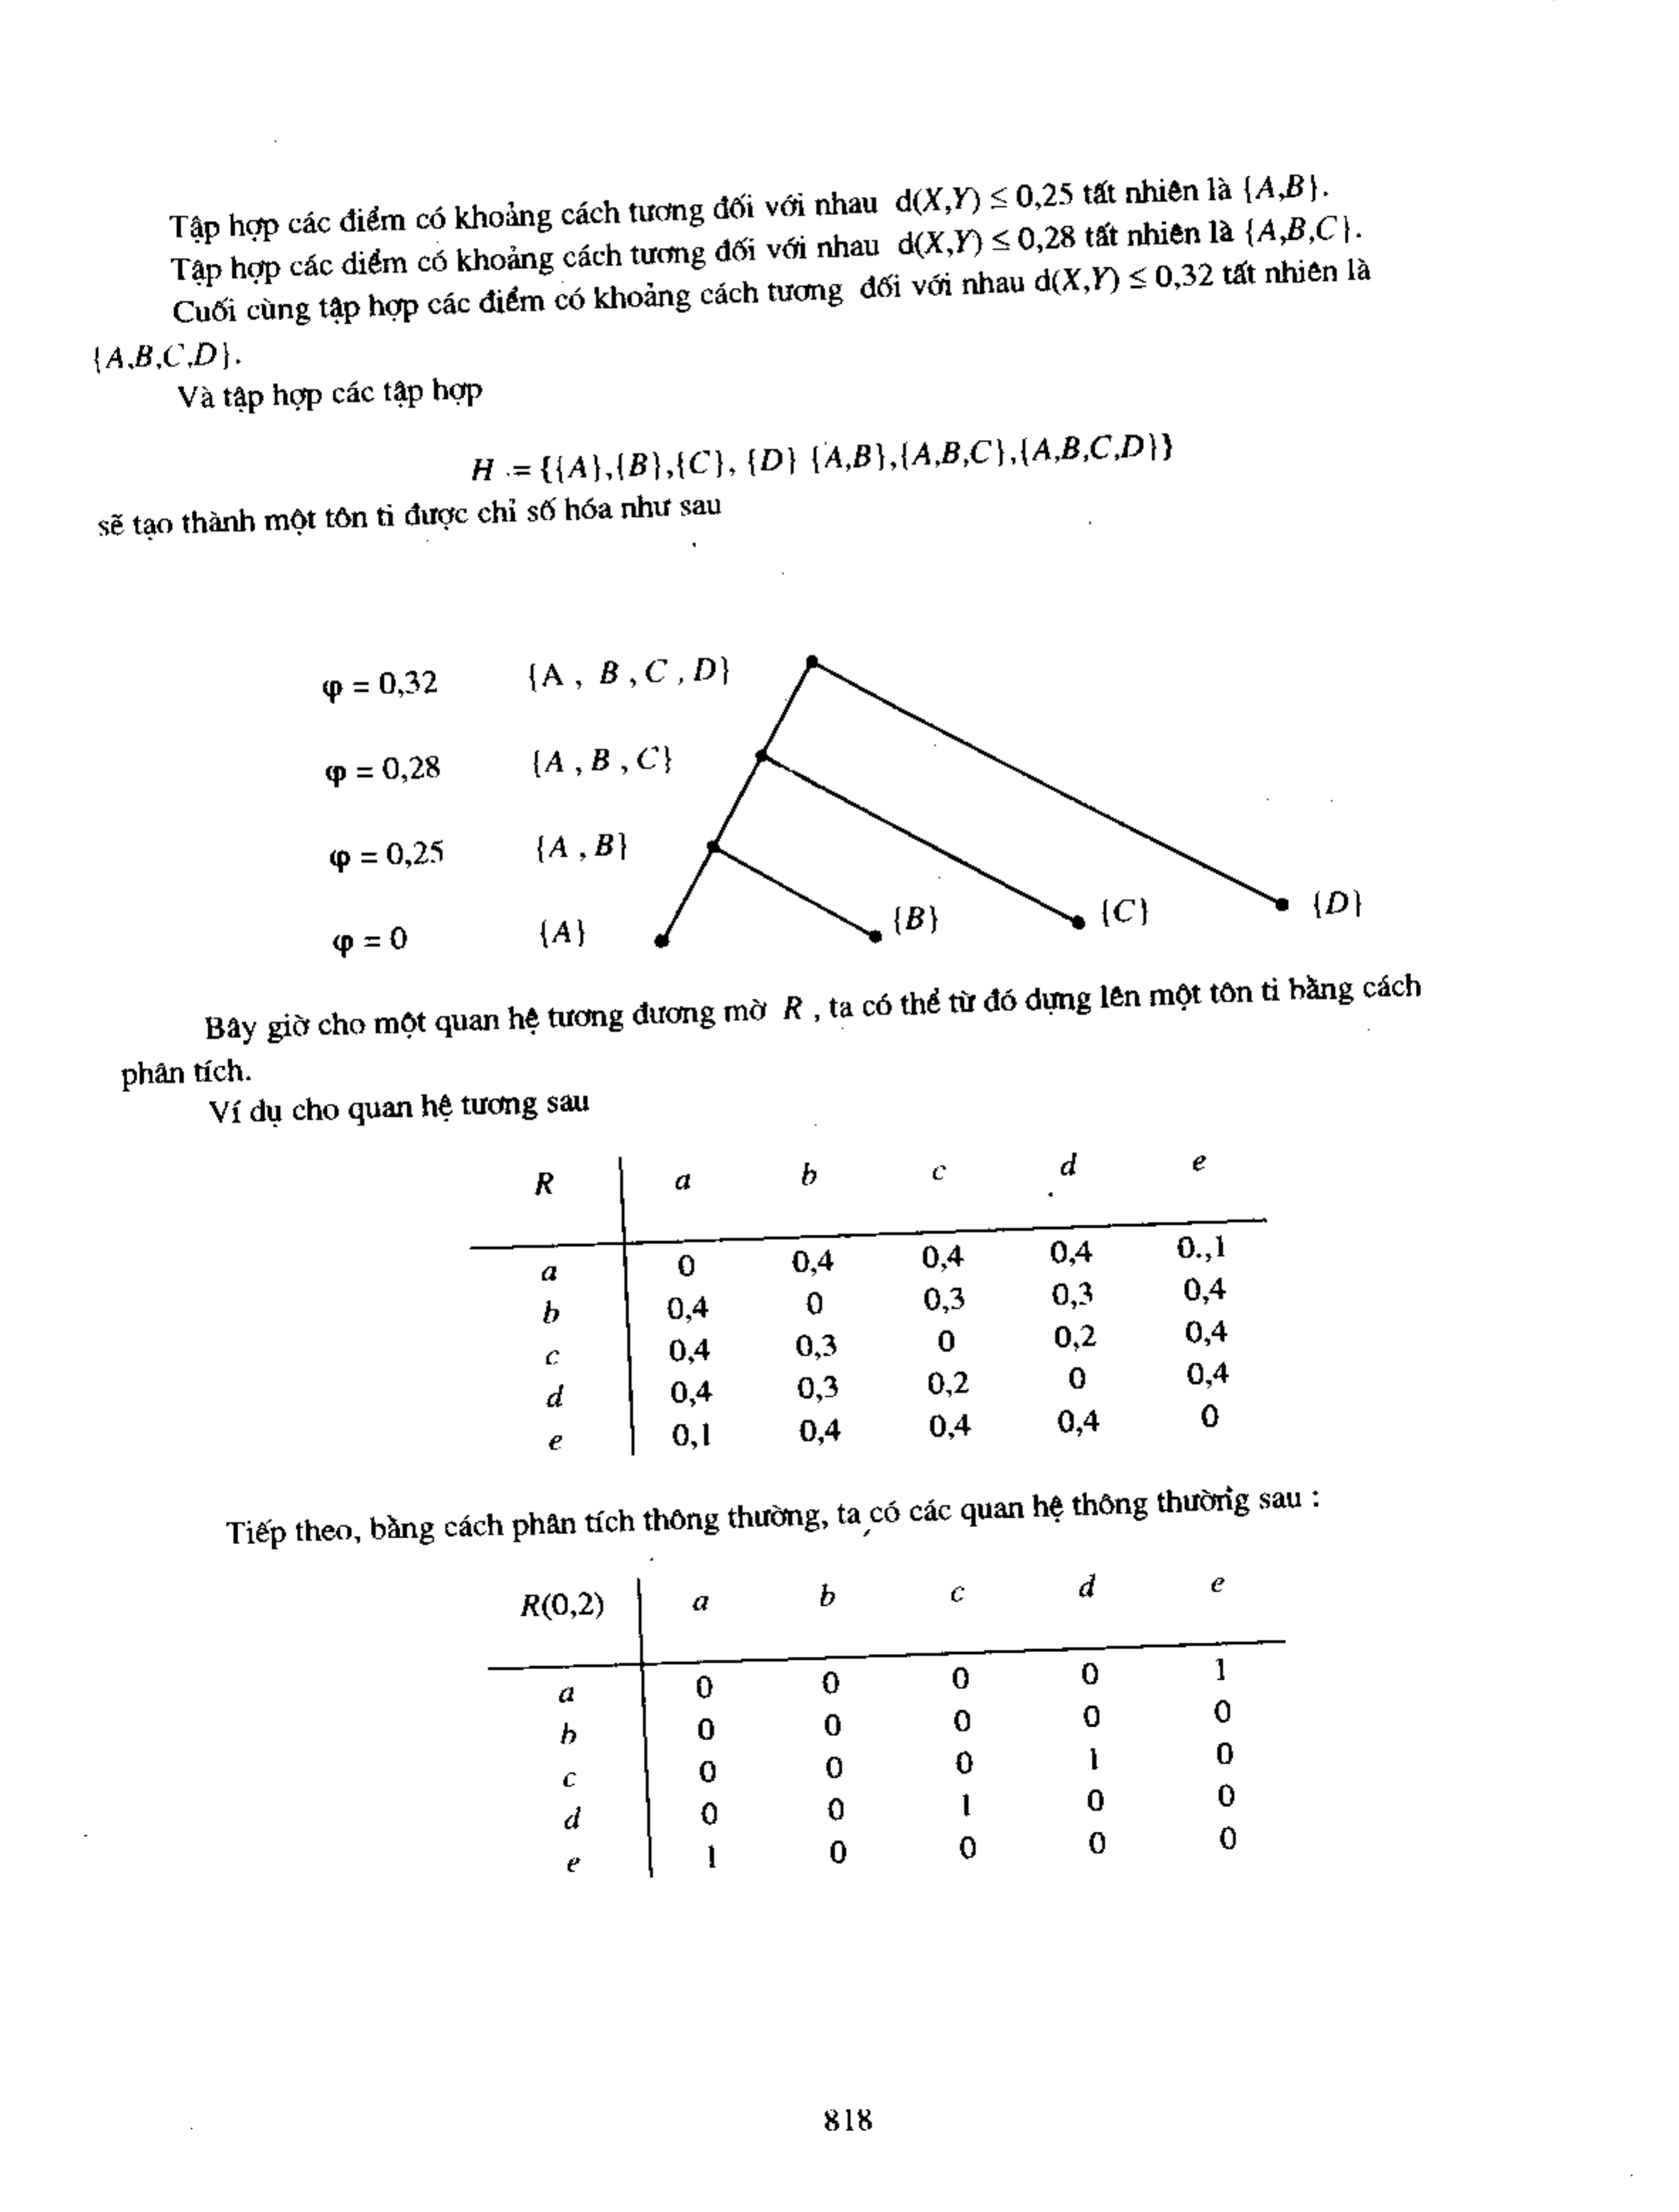 Tập hợp các điểm có khoảng cách tương đối với nhau d(X,Y) ≤ 0,25 tất nhiên là {A,B}.
Tập hợp các điểm có khoảng cách tương đối với nhau d(X,Y) ≤ 0,28 tất nhiên là {A,B,C}.
Cuối cùng tập hợp các điểm có khoảng cách tương đối với nhau d(X,Y) ≤ 0,32 tất nhiên là
{A,B,C,D}.
Và tập hợp các tập hợp
H := {{A},{B},{C}, {D} {A,B},{A,B,C},{A,B,C,D}}
sẽ tạo thành một tôn ti được chỉ số hóa như sau
φ = 0,32 {A , B , C , D}
φ = 0,28 {A , B , C}
φ = 0,25 {A , B}
φ = 0 {A} {B} {C} {D}
Bây giờ cho một quan hệ tương đương mờ R , ta có thể từ đó dựng lên một tôn ti bằng cách
phân tích.
Ví dụ cho quan hệ tương sau
R a b c d e
a 0 0,4 0,4 0,4 0.,1
b 0,4 0 0,3 0,3 0,4
c 0,4 0,3 0 0,2 0,4
d 0,4 0,3 0,2 0 0,4
e 0,1 0,4 0,4 0,4 0
Tiếp theo, bằng cách phân tích thông thường, ta có các quan hệ thông thường sau :
R(0,2) a b c d e
a 0 0 0 0 1
b 0 0 0 0 0
c 0 0 0 1 0
d 0 0 1 0 0
e 1 0 0 0 0
818